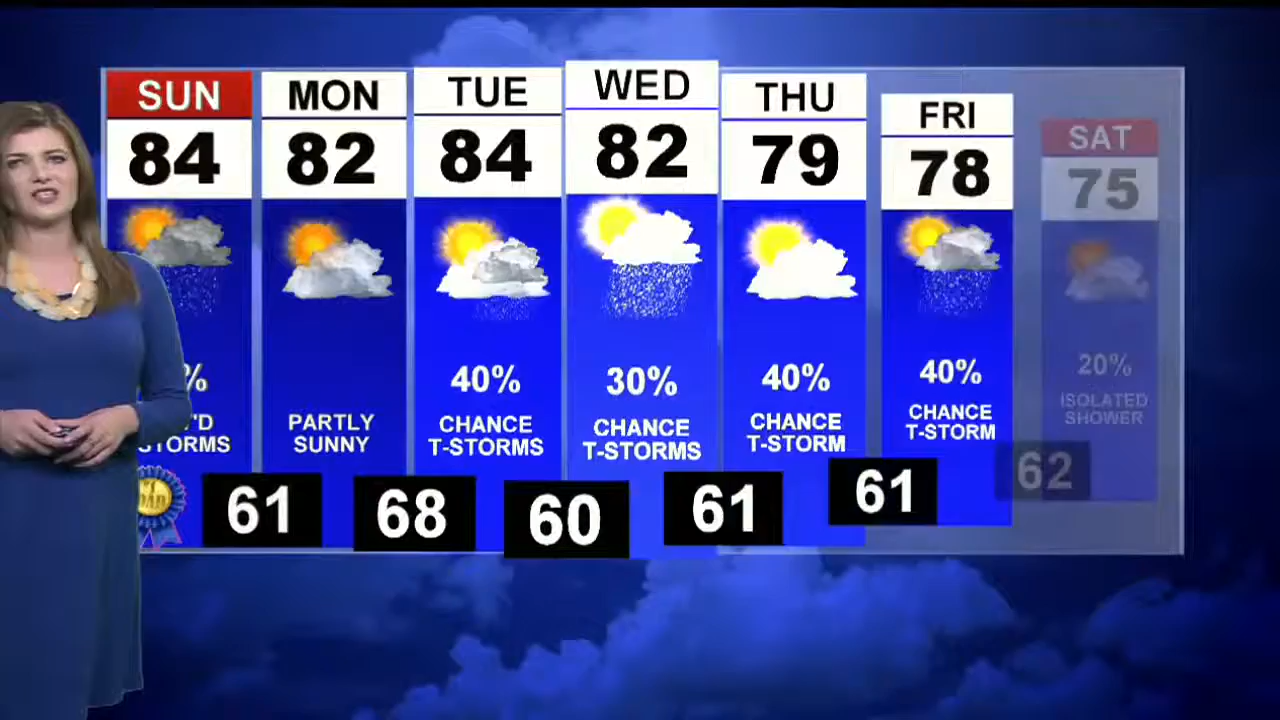 SUN
84
%
STORMS
MON
82
PARTLY
SUNNY
TUE
84
40%
CHANCE
T-STORMS
WED
82
30%
CHANCE
T-STORMS
THU
79
40%
CHANCE
T-STORM
FRI
78
40%
CHANCE
T-STORM
SAT
75
20%
ISOLATED
SHOWER
61
68
60
61
61
62